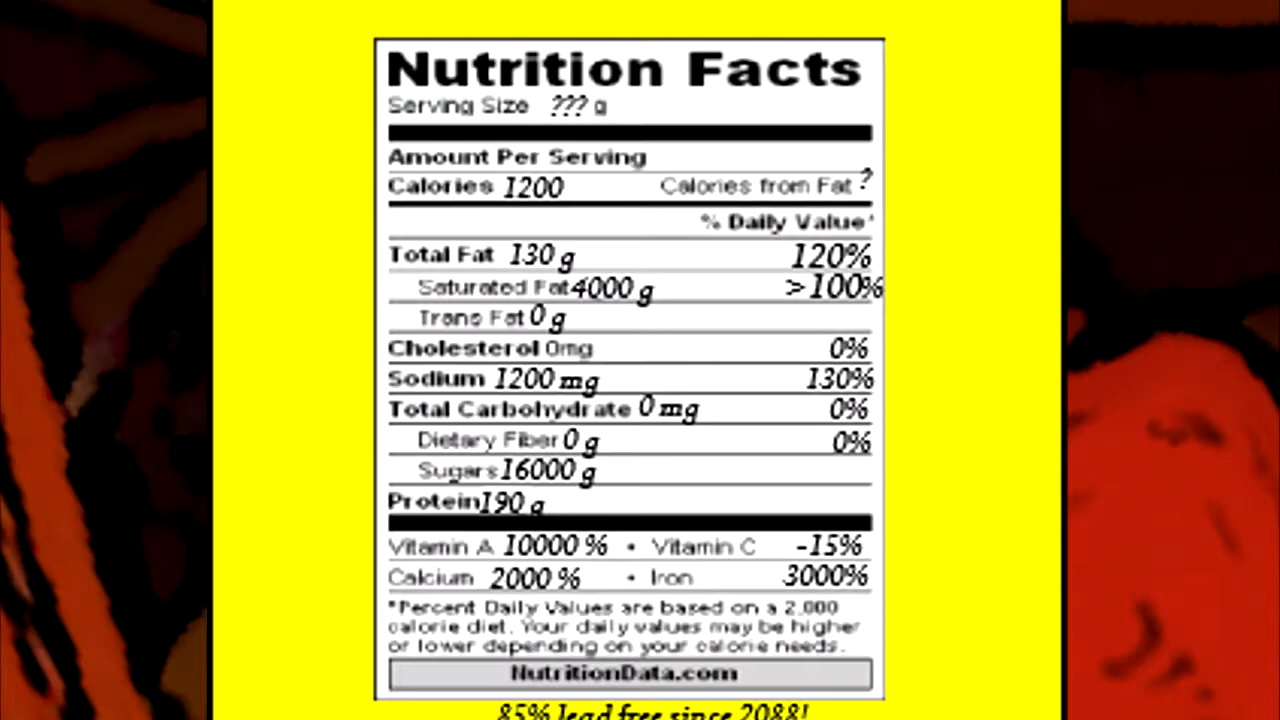 Nutrition Facts
Serving Size ??? g
Amount Per Serving
Calories 1200 Calories from Fat ?
% Daily Value*
Total Fat 130 g 120%
Saturated Fat 4000 g >100%
Trans Fat 0 g
Cholesterol 0mg 0%
Sodium 1200 mg 130%
Total Carbohydrate 0 mg 0%
Dietary Fiber 0 g 0%
Sugars 16000 g
Protein 190 g
Vitamin A 10000 % • Vitamin C -15%
Calcium 2000 % • Iron 3000%
*Percent Daily Values are based on a 2,000
calorie diet. Your daily values may be higher
or lower depending on your calorie needs.
NutritionData.com
85% lead free since 2088!